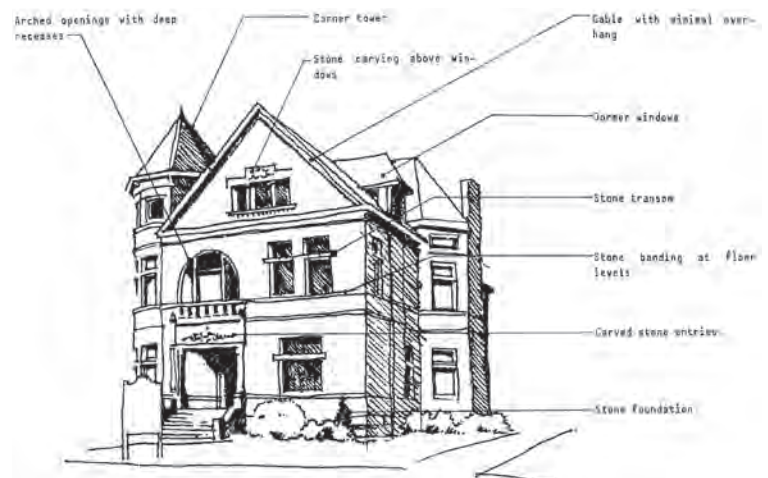 Arched openings with deep
recesses
Corner tower
Stone carving above win-
dows
Gable with minimal over-
hang
Dormer windows
Stone transom
Stone banding at floor
levels
Carved stone entries
Stone foundation